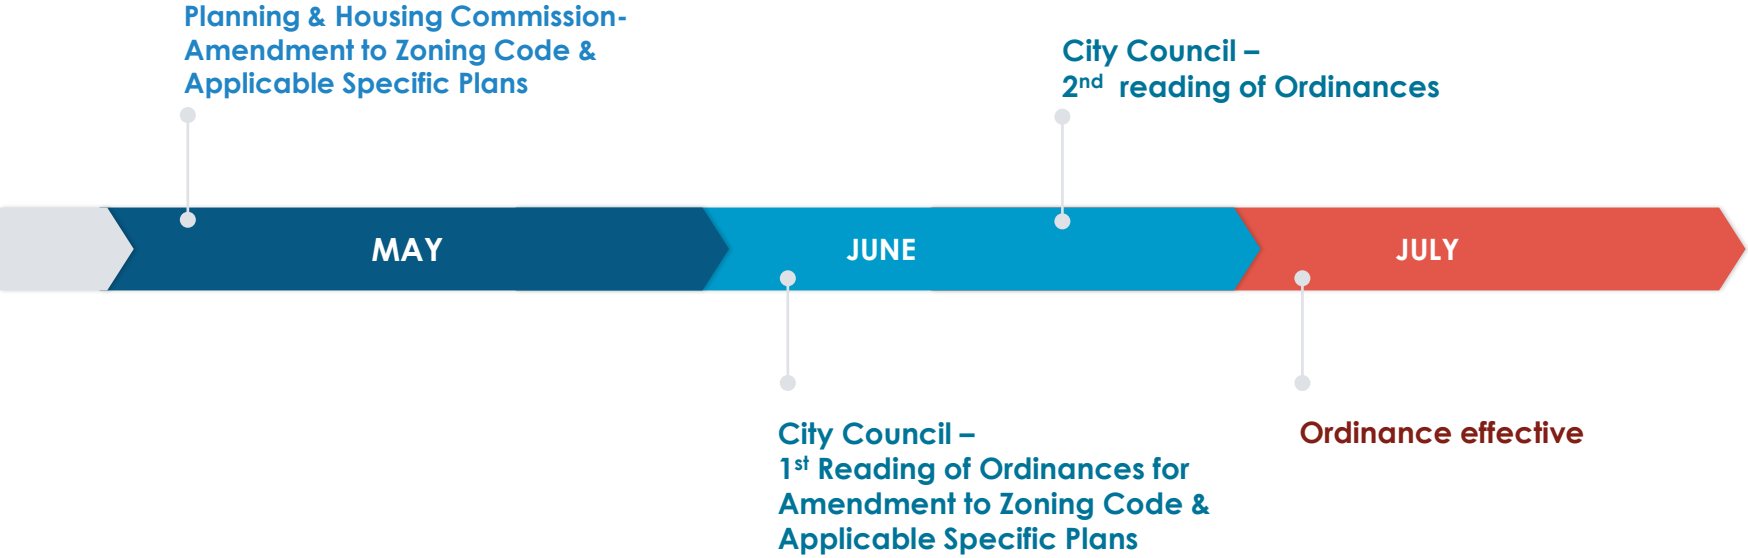 Planning & Housing Commission-
Amendment to Zoning Code &
Applicable Specific Plans
City Council –
2nd reading of Ordinances
MAY
JUNE
JULY
City Council –
1st Reading of Ordinances for
Amendment to Zoning Code &
Applicable Specific Plans
Ordinance effective